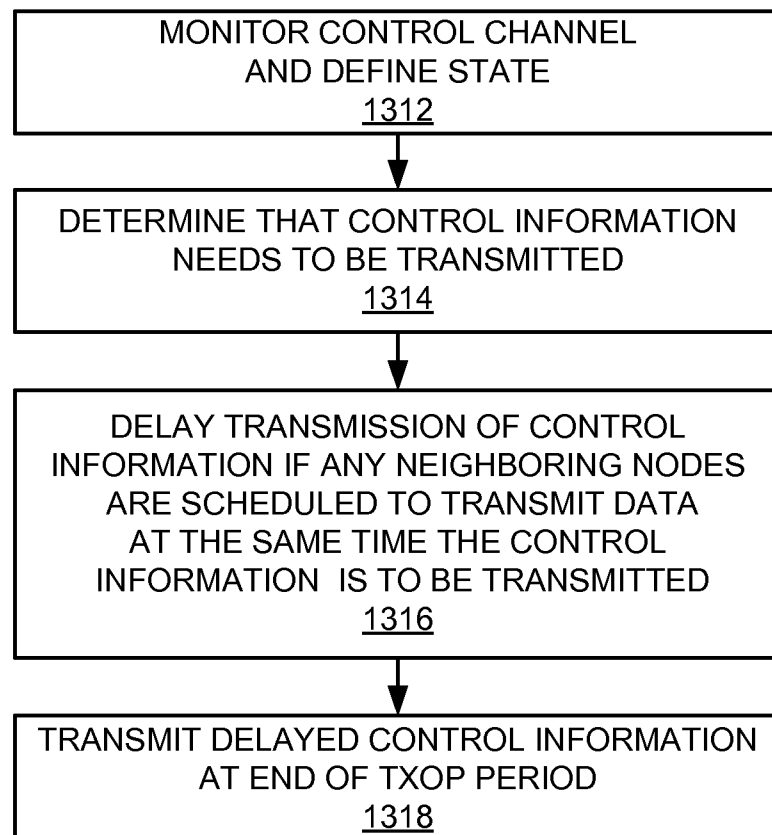 MONITOR CONTROL CHANNEL
AND DEFINE STATE
1312
DETERMINE THAT CONTROL INFORMATION
NEEDS TO BE TRANSMITTED
1314
DELAY TRANSMISSION OF CONTROL
INFORMATION IF ANY NEIGHBORING NODES
ARE SCHEDULED TO TRANSMIT DATA
AT THE SAME TIME THE CONTROL
INFORMATION IS TO BE TRANSMITTED
1316
TRANSMIT DELAYED CONTROL INFORMATION
AT END OF TXOP PERIOD
1318